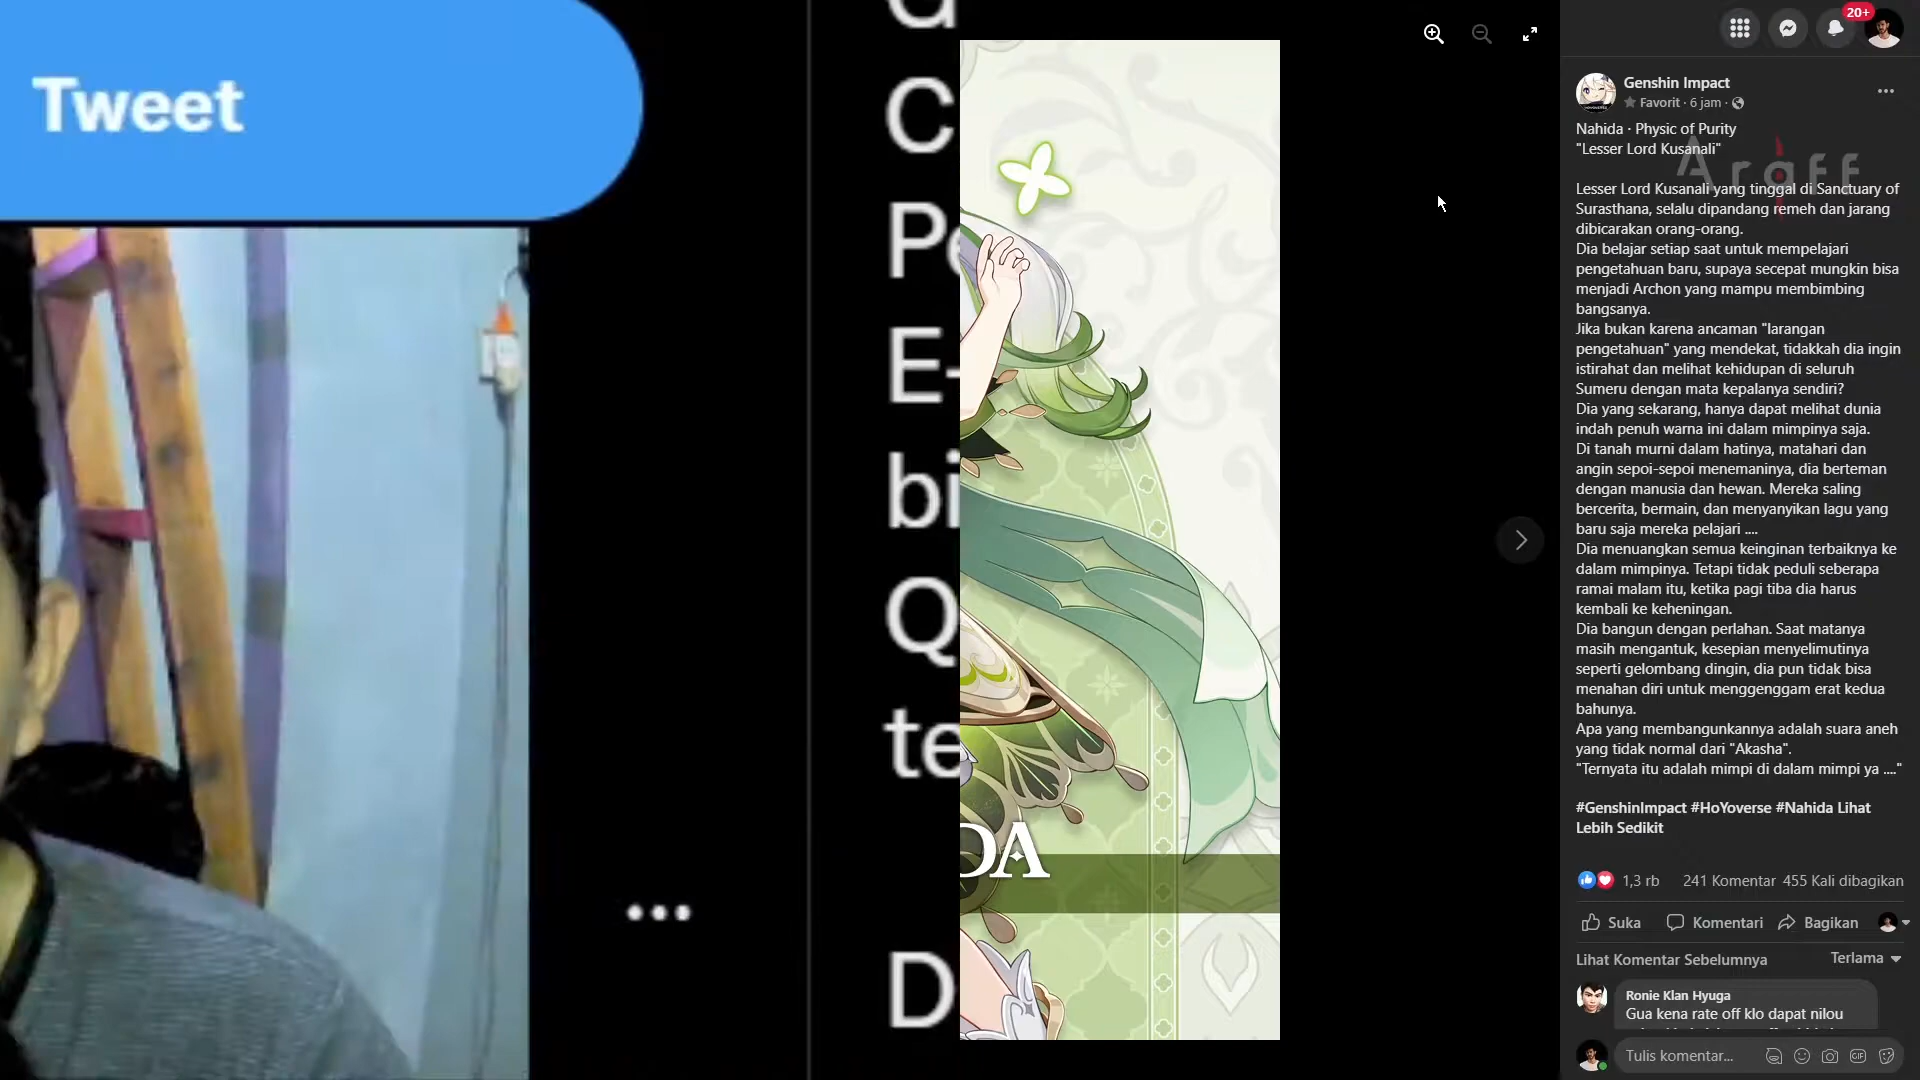 Tweet
C
P
E-
bi
Q
te
D
DA
20+
Genshin Impact
Favorit · 6 jam ·
Araff
Nahida · Physic of Purity
"Lesser Lord Kusanali"
Lesser Lord Kusanali yang tinggal di Sanctuary of
Surasthana, selalu dipandang remeh dan jarang
dibicarakan orang-orang.
Dia belajar setiap saat untuk mempelajari
pengetahuan baru, supaya secepat mungkin bisa
menjadi Archon yang mampu membimbing
bangsanya.
Jika bukan karena ancaman "larangan
pengetahuan" yang mendekat, tidakkah dia ingin
istirahat dan melihat kehidupan di seluruh
Sumeru dengan mata kepalanya sendiri?
Dia yang sekarang, hanya dapat melihat dunia
indah penuh warna ini dalam mimpinya saja.
Di tanah murni dalam hatinya, matahari dan
angin sepoi-sepoi menemaninya, dia berteman
dengan manusia dan hewan. Mereka saling
bercerita, bermain, dan menyanyikan lagu yang
baru saja mereka pelajari ....
Dia menuangkan semua keinginan terbaiknya ke
dalam mimpinya. Tetapi tidak peduli seberapa
ramai malam itu, ketika pagi tiba dia harus
kembali ke keheningan.
Dia bangun dengan perlahan. Saat matanya
masih mengantuk, kesepian menyelimutinya
seperti gelombang dingin, dia pun tidak bisa
menahan diri untuk menggenggam erat kedua
bahunya.
Apa yang membangunkannya adalah suara aneh
yang tidak normal dari "Akasha".
"Ternyata itu adalah mimpi di dalam mimpi ya ...."
#GenshinImpact #HoYoverse #Nahida Lihat
Lebih Sedikit
1,3 rb 241 Komentar 455 Kali dibagikan
Suka Komentari Bagikan
Lihat Komentar Sebelumnya Terlama
Ronie Klan Hyuga
Gua kena rate off klo dapat nilou
Tulis komentar...
GIF